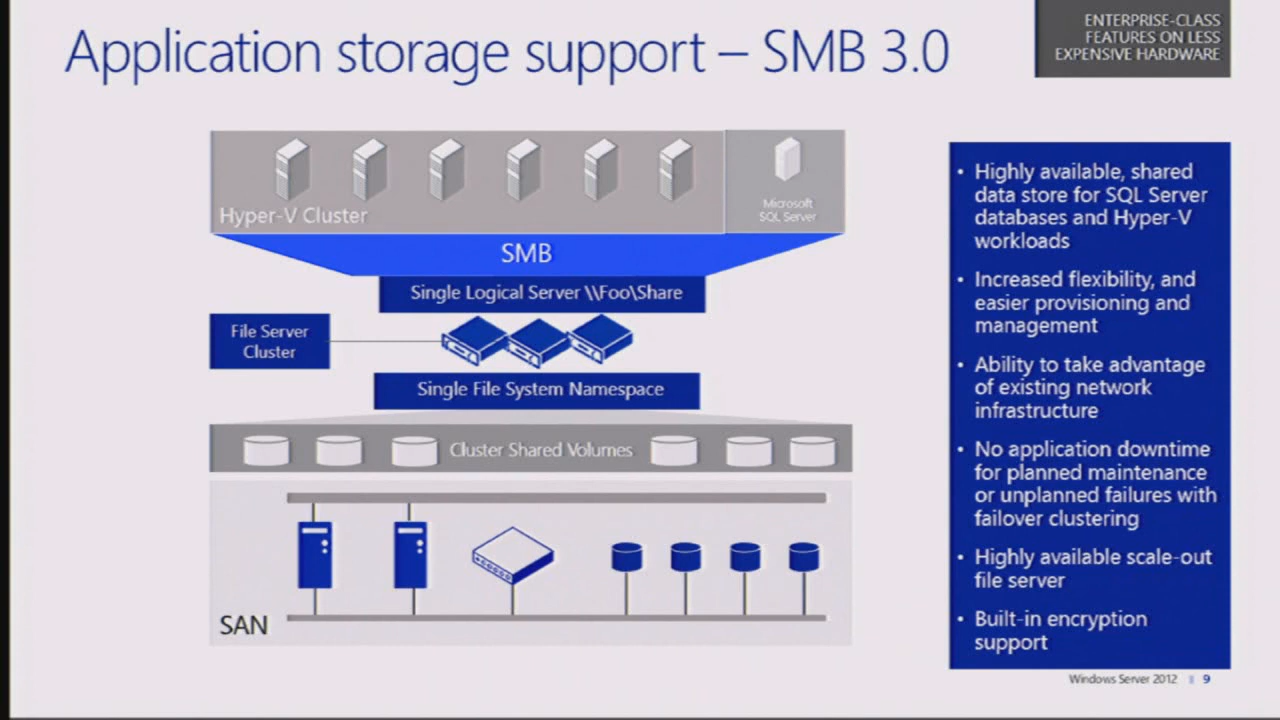 Application storage support – SMB 3.0
ENTERPRISE-CLASS
FEATURES ON LESS
EXPENSIVE HARDWARE
Hyper-V Cluster
Microsoft
SQL Server
SMB
Single Logical Server \\Foo\Share
File Server
Cluster
Single File System Namespace
Cluster Shared Volumes
SAN
• Highly available, shared
data store for SQL Server
databases and Hyper-V
workloads
• Increased flexibility, and
easier provisioning and
management
• Ability to take advantage
of existing network
infrastructure
• No application downtime
for planned maintenance
or unplanned failures with
failover clustering
• Highly available scale-out
file server
• Built-in encryption
support
Windows Server 2012 || 9